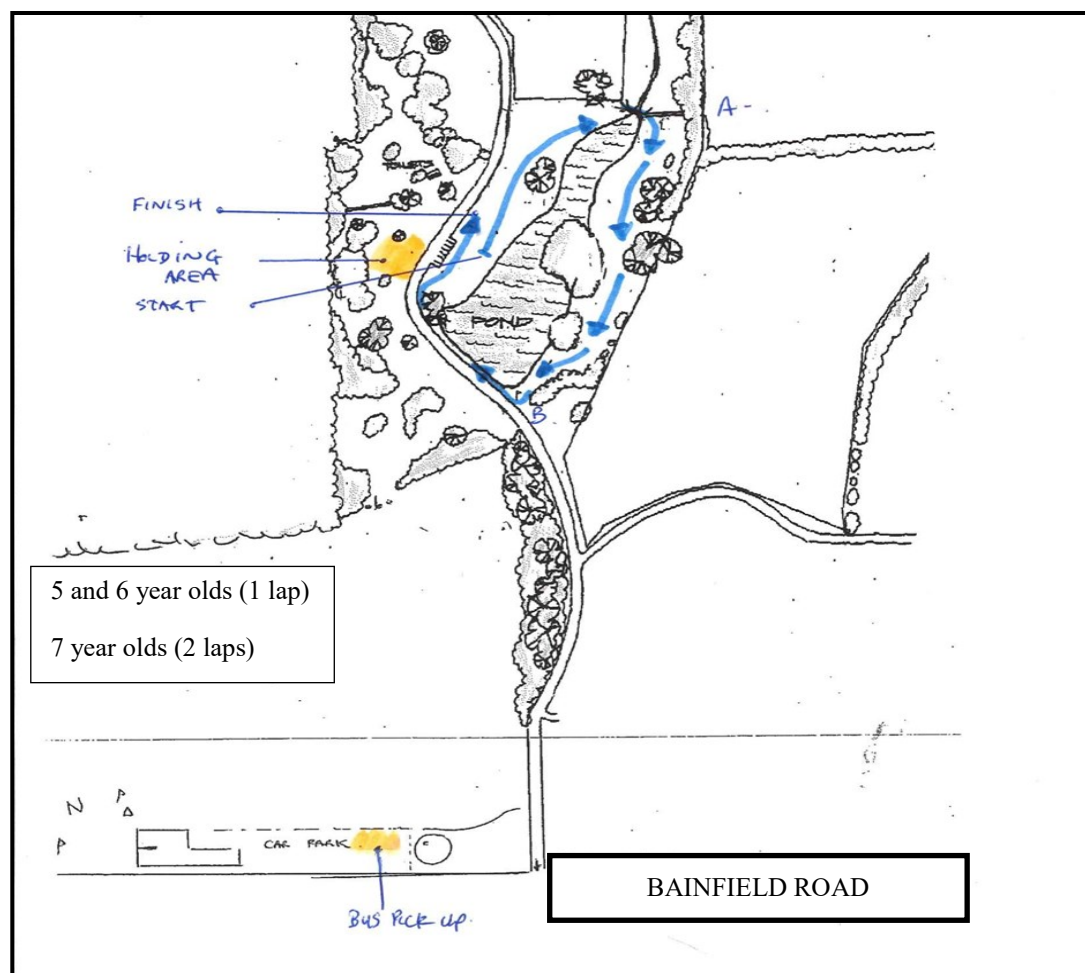 A-
TOILETS
FINISH
HOLDING
AREA
START
POND
B
5 and 6 year olds (1 lap)
7 year olds (2 laps)
N
CAR PARK
BAINFIELD ROAD
BUS PICK UP.